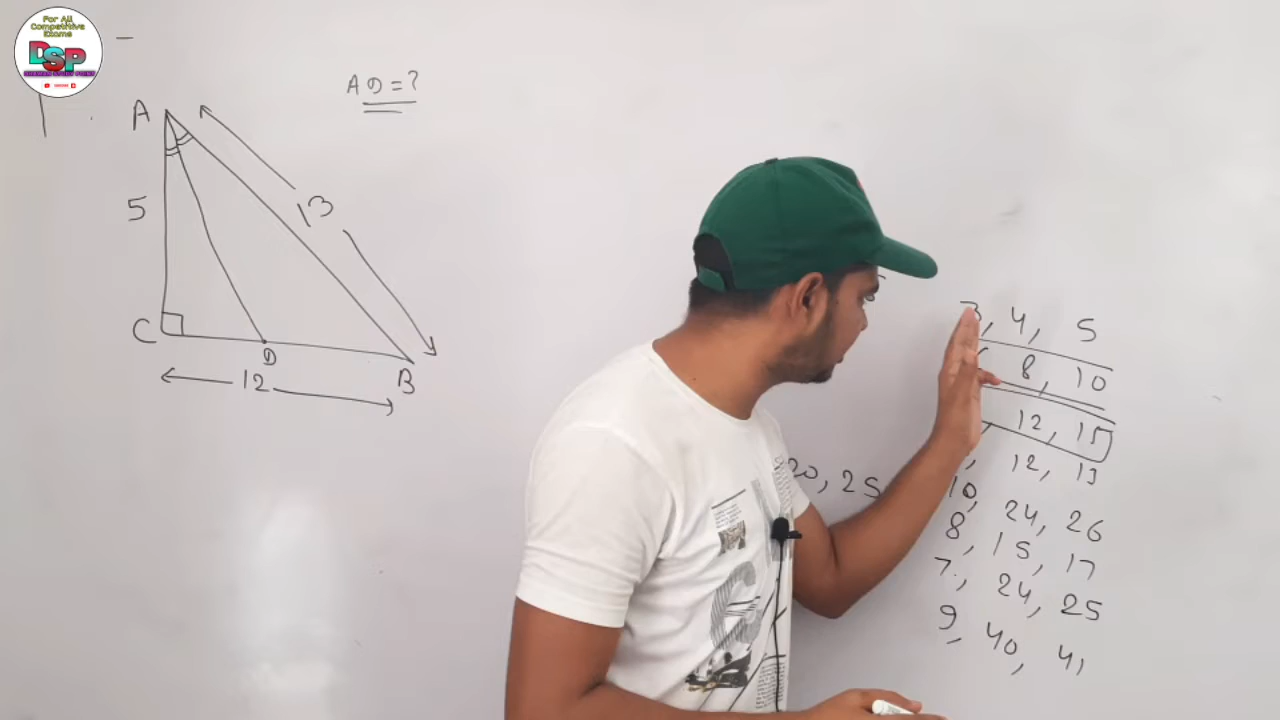 For All
Competitive
Exams
DSP
AD = ?
A
5
13
C
D
B
12
3, 4, 5
8, 10
, 12, 15
, 12, 13
20, 25
10, 24, 26
8, 15, 17
7, 24, 25
9, 40, 41